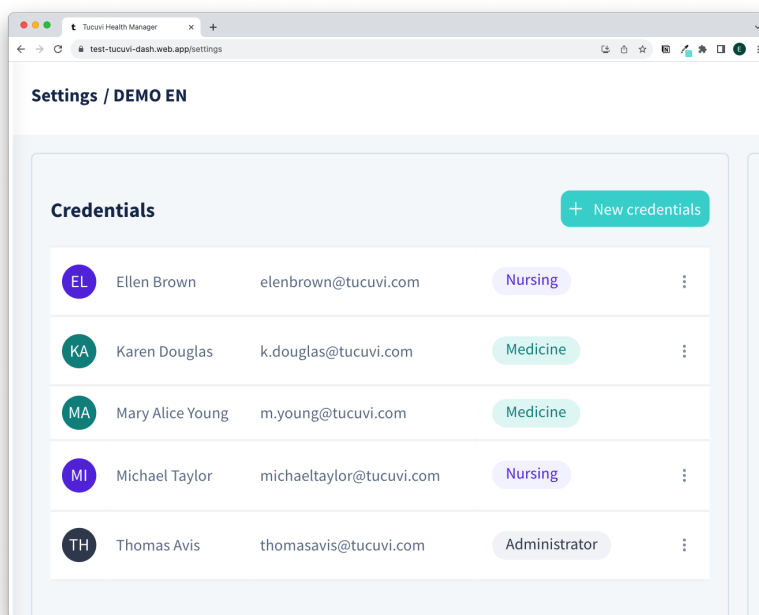 t Tucuvi Health Manager
test-tucuvi-dash.web.app/settings
E
Settings / DEMO EN
Credentials
+ New credentials
EL Ellen Brown elenbrown@tucuvi.com Nursing
KA Karen Douglas k.douglas@tucuvi.com Medicine
MA Mary Alice Young m.young@tucuvi.com Medicine
MI Michael Taylor michaeltaylor@tucuvi.com Nursing
TH Thomas Avis thomasavis@tucuvi.com Administrator